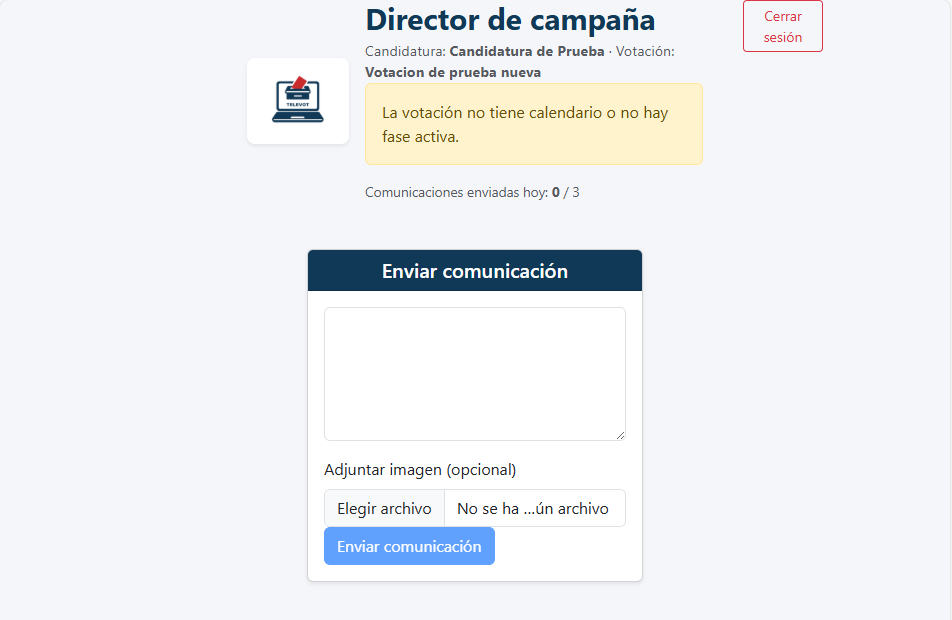 Director de campaña
Cerrar
sesión
Candidatura: Candidatura de Prueba · Votación:
Votacion de prueba nueva
TELEVOT
La votación no tiene calendario o no hay
fase activa.
Comunicaciones enviadas hoy: 0 / 3
Enviar comunicación
Adjuntar imagen (opcional)
Elegir archivo
No se ha ...ún archivo
Enviar comunicación